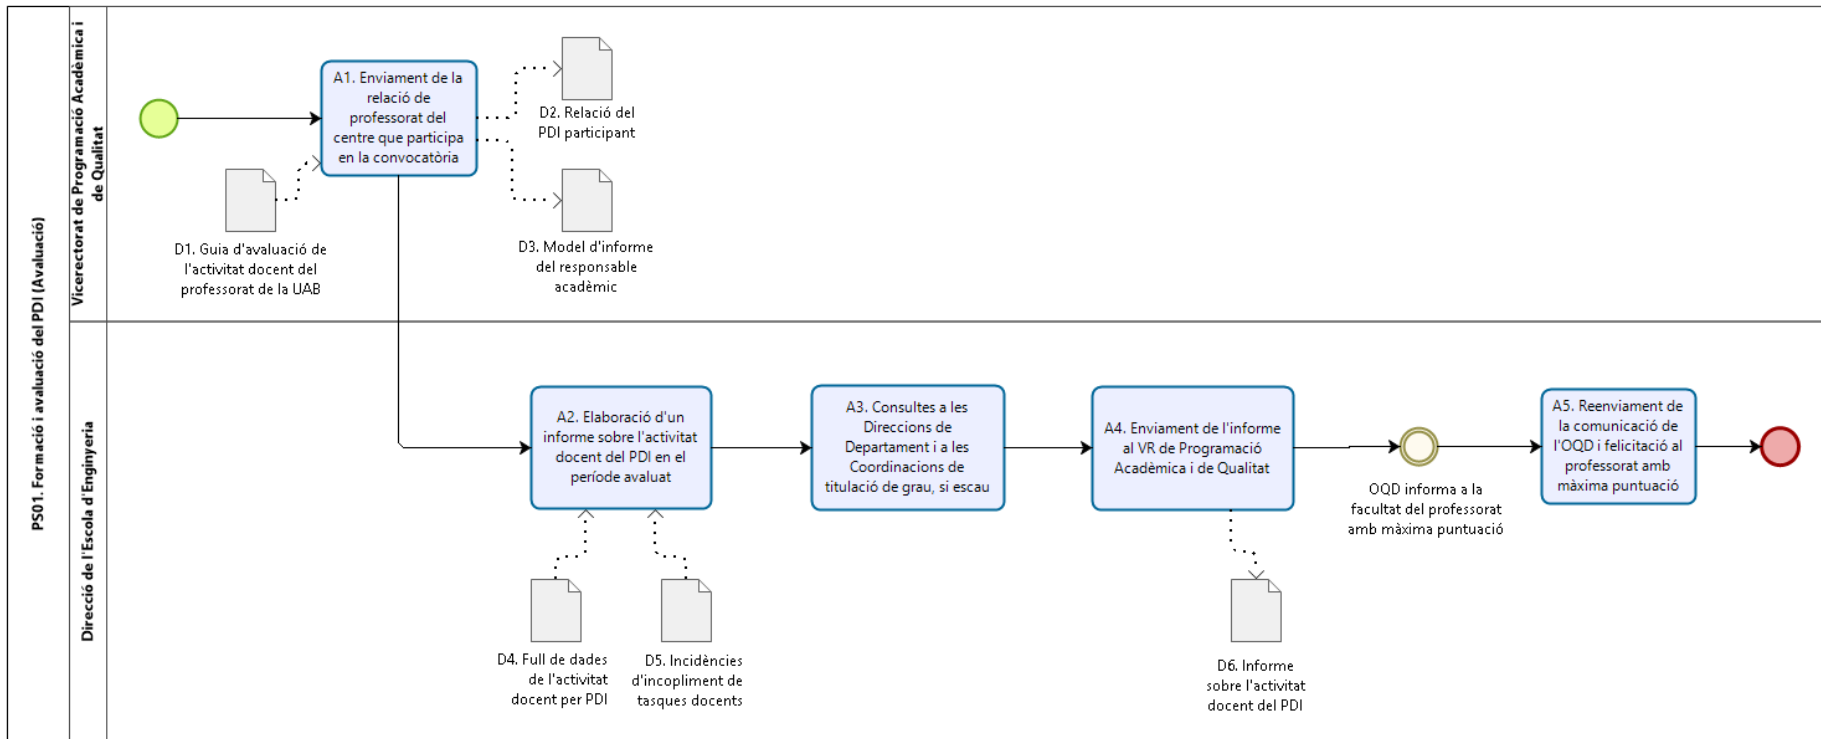 PS01. Formació i avaluació del PDI (Avaluació)
Vicerectorat de Programació Acadèmica i
de Qualitat
A1. Enviament de la
relació de
professorat del
centre que participa
en la convocatòria
D1. Guia d'avaluació de
l'activitat docent del
professorat de la UAB
D2. Relació del
PDI participant
D3. Model d'informe
del responsable
acadèmic
Direcció de l'Escola d'Enginyeria
A2. Elaboració d'un
informe sobre l'activitat
docent del PDI en el
període avaluat
A3. Consultes a les
Direccions de
Departament i a les
Coordinacions de
titulació de grau, si escau
A4. Enviament de l'informe
al VR de Programació
Acadèmica i de Qualitat
OQD informa a la
facultat del professorat
amb màxima puntuació
A5. Reenviament de
la comunicació de
l'OQD i felicitació al
professorat amb
màxima puntuació
D4. Full de dades
de l'activitat
docent per PDI
D5. Incidències
d'incopliment de
tasques docents
D6. Informe
sobre l'activitat
docent del PDI